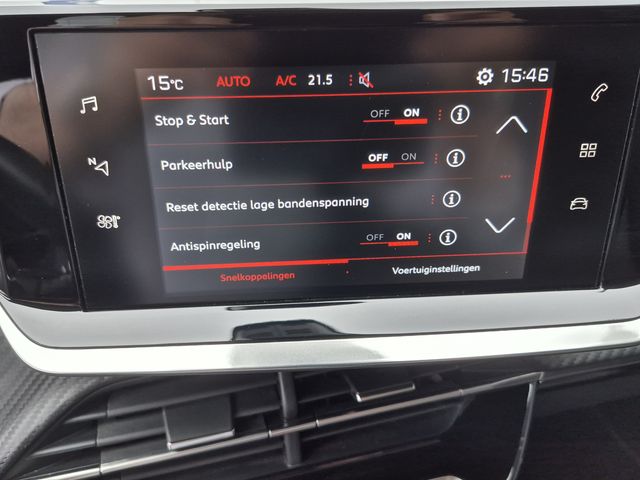 15°C AUTO A/C 21.5 15:46
Stop & Start OFF ON
Parkeerhulp OFF ON
Reset detectie lage bandenspanning
Antispinregeling OFF ON
Snelkoppelingen Voertuiginstellingen
N